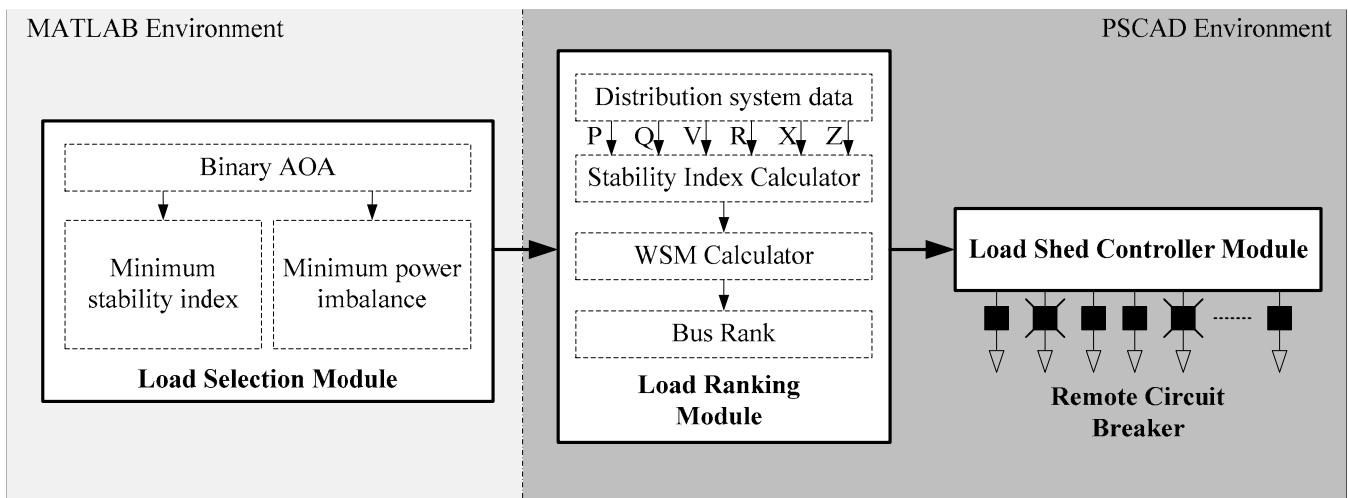 MATLAB Environment
PSCAD Environment
Binary AOA
Minimum
stability index
Minimum power
imbalance
Load Selection Module
Distribution system data
P Q V R X Z
Stability Index Calculator
WSM Calculator
Bus Rank
Load Ranking
Module
Load Shed Controller Module
Remote Circuit
Breaker